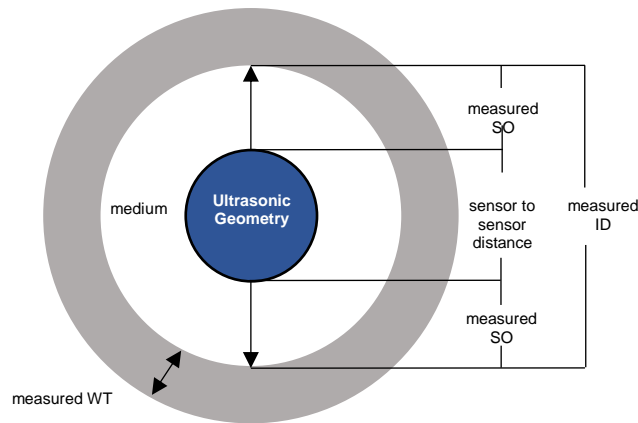 measured
SO
Ultrasonic
Geometry
medium
sensor to
sensor
distance
measured
ID
measured
SO
measured WT